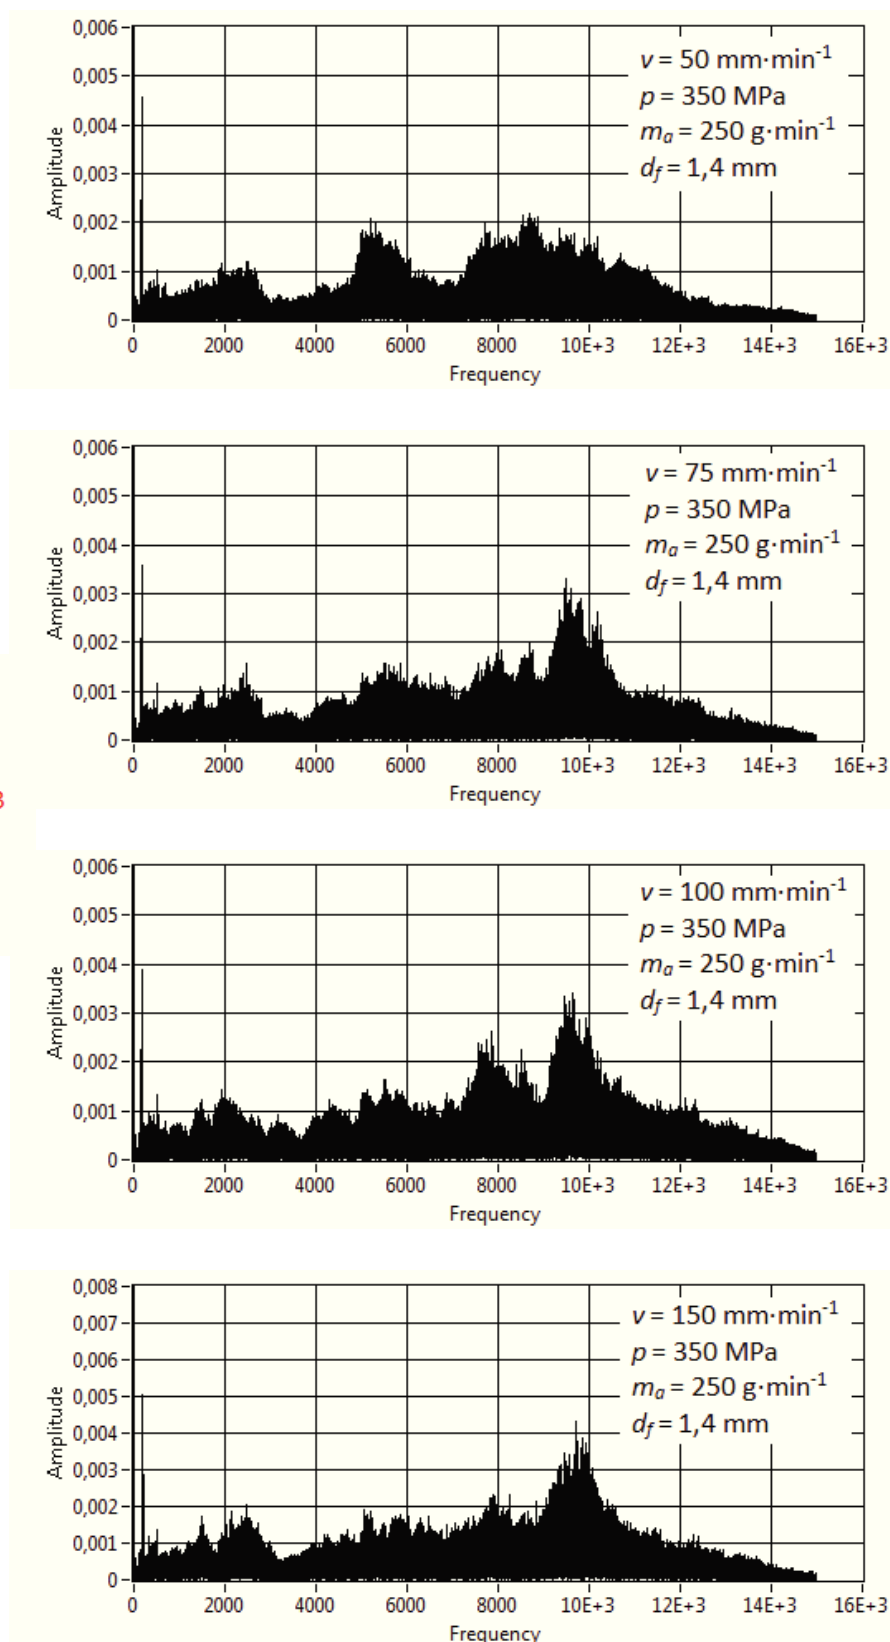 0,006
0,005
0,004
0,003
0,002
0,001
0
Amplitude
v = 50 mm·min⁻¹
p = 350 MPa
mₐ = 250 g·min⁻¹
d_f = 1,4 mm
0 2000 4000 6000 8000 10E+3 12E+3 14E+3 16E+3
Frequency
0,006
0,005
0,004
0,003
0,002
0,001
0
Amplitude
v = 75 mm·min⁻¹
p = 350 MPa
mₐ = 250 g·min⁻¹
d_f = 1,4 mm
0 2000 4000 6000 8000 10E+3 12E+3 14E+3 16E+3
Frequency
3
0,006
0,005
0,004
0,003
0,002
0,001
0
Amplitude
v = 100 mm·min⁻¹
p = 350 MPa
mₐ = 250 g·min⁻¹
d_f = 1,4 mm
0 2000 4000 6000 8000 10E+3 12E+3 14E+3 16E+3
Frequency
0,008
0,007
0,006
0,005
0,004
0,003
0,002
0,001
0
Amplitude
v = 150 mm·min⁻¹
p = 350 MPa
mₐ = 250 g·min⁻¹
d_f = 1,4 mm
0 2000 4000 6000 8000 10E+3 12E+3 14E+3 16E+3
Frequency